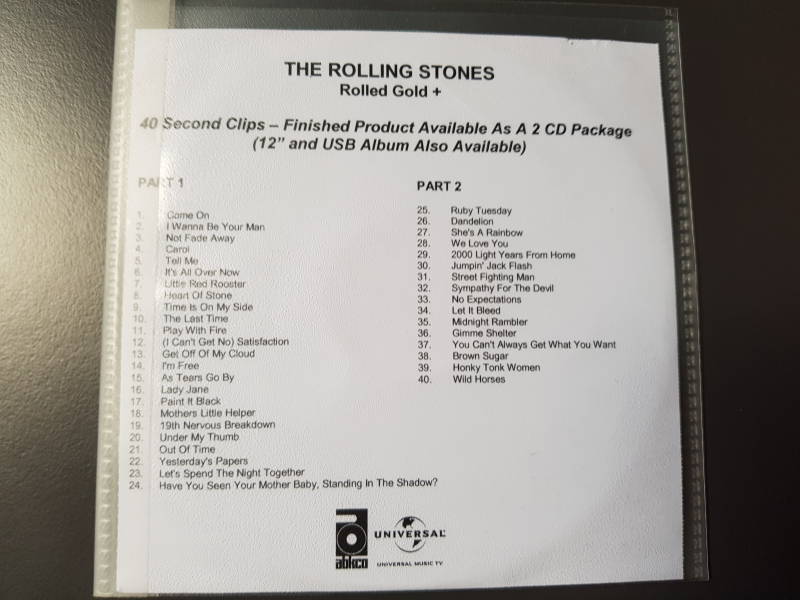 THE ROLLING STONES
Rolled Gold +
40 Second Clips – Finished Product Available As A 2 CD Package
(12" and USB Album Also Available)
PART 1
1. Come On
2. I Wanna Be Your Man
3. Not Fade Away
4. Carol
5. Tell Me
6. It's All Over Now
7. Little Red Rooster
8. Heart Of Stone
9. Time Is On My Side
10. The Last Time
11. Play With Fire
12. (I Can't Get No) Satisfaction
13. Get Off Of My Cloud
14. I'm Free
15. As Tears Go By
16. Lady Jane
17. Paint It Black
18. Mothers Little Helper
19. 19th Nervous Breakdown
20. Under My Thumb
21. Out Of Time
22. Yesterday's Papers
23. Let's Spend The Night Together
24. Have You Seen Your Mother Baby, Standing In The Shadow?
PART 2
25. Ruby Tuesday
26. Dandelion
27. She's A Rainbow
28. We Love You
29. 2000 Light Years From Home
30. Jumpin' Jack Flash
31. Street Fighting Man
32. Sympathy For The Devil
33. No Expectations
34. Let It Bleed
35. Midnight Rambler
36. Gimme Shelter
37. You Can't Always Get What You Want
38. Brown Sugar
39. Honky Tonk Women
40. Wild Horses
abkco
UNIVERSAL
UNIVERSAL MUSIC TV